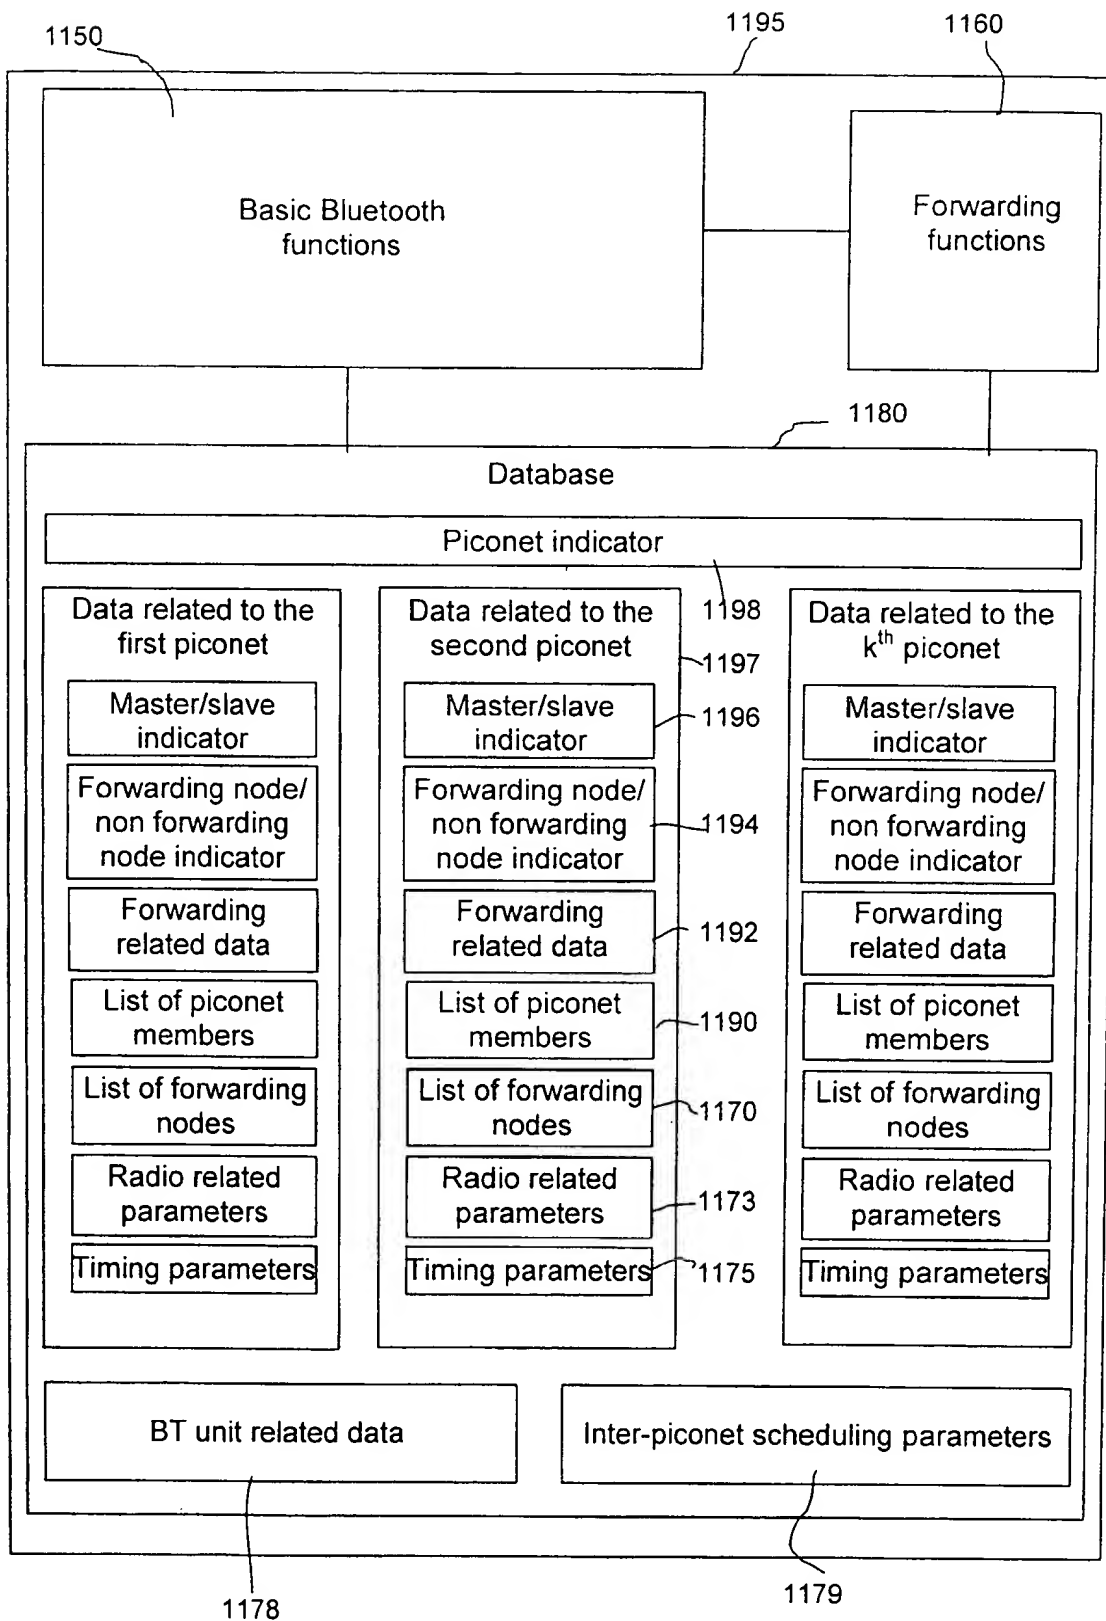 1150
1195
1160
Basic Bluetooth
functions
Forwarding
functions
1180
Database
Piconet indicator
1198
Data related to the
first piconet
Master/slave
indicator
Forwarding node/
non forwarding
node indicator
Forwarding
related data
List of piconet
members
List of forwarding
nodes
Radio related
parameters
Timing parameters
Data related to the
second piconet
Master/slave
indicator
Forwarding node/
non forwarding
node indicator
Forwarding
related data
List of piconet
members
List of forwarding
nodes
Radio related
parameters
Timing parameters
1197
1196
1194
1192
1190
1170
1173
1175
Data related to the
kth piconet
Master/slave
indicator
Forwarding node/
non forwarding
node indicator
Forwarding
related data
List of piconet
members
List of forwarding
nodes
Radio related
parameters
Timing parameters
BT unit related data
Inter-piconet scheduling parameters
1178
1179